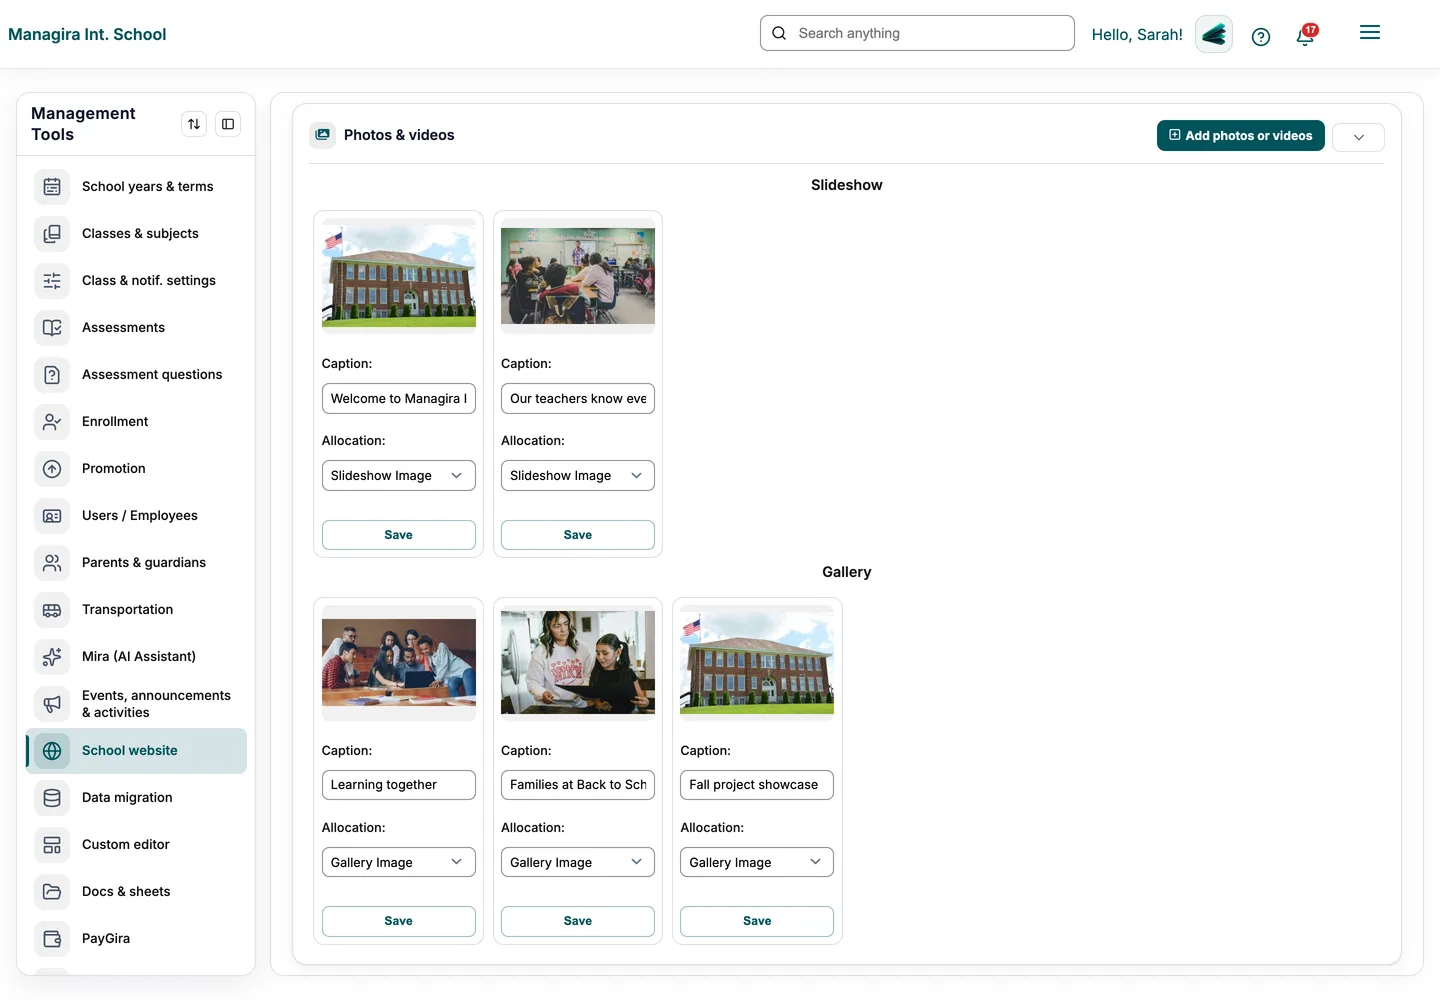 Managira Int. School
Search anything
Hello, Sarah!
17
Management
Tools
School years & terms
Classes & subjects
Class & notif. settings
Assessments
Assessment questions
Enrollment
Promotion
Users / Employees
Parents & guardians
Transportation
Mira (AI Assistant)
Events, announcements
& activities
School website
Data migration
Custom editor
Docs & sheets
PayGira
Photos & videos
Add photos or videos
Slideshow
Caption:
Welcome to Managira I
Allocation:
Slideshow Image
Save
Caption:
Our teachers know eve
Allocation:
Slideshow Image
Save
Gallery
Caption:
Learning together
Allocation:
Gallery Image
Save
Caption:
Families at Back to Sch
Allocation:
Gallery Image
Save
Caption:
Fall project showcase
Allocation:
Gallery Image
Save